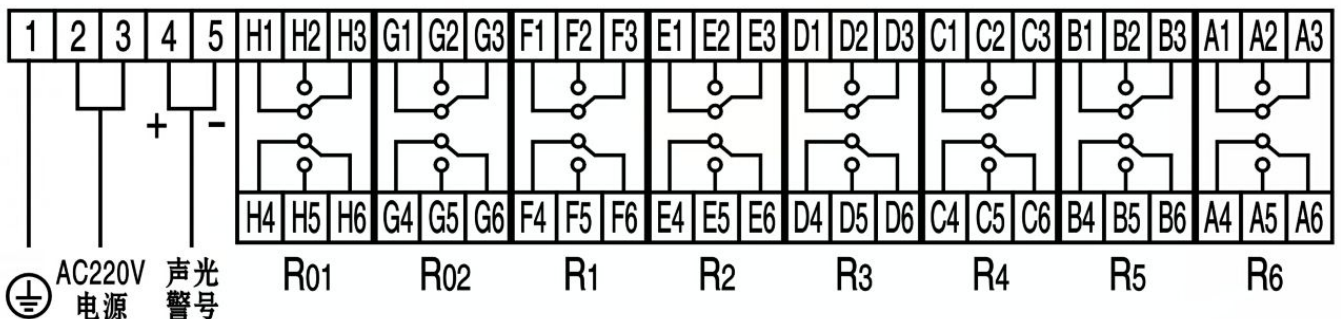 1 2 3 4 5 H1 H2 H3 G1 G2 G3 F1 F2 F3 E1 E2 E3 D1 D2 D3 C1 C2 C3 B1 B2 B3 A1 A2 A3
+ -
H4 H5 H6 G4 G5 G6 F4 F5 F6 E4 E5 E6 D4 D5 D6 C4 C5 C6 B4 B5 B6 A4 A5 A6
AC220V 声光 R01 R02 R1 R2 R3 R4 R5 R6
电源 警号